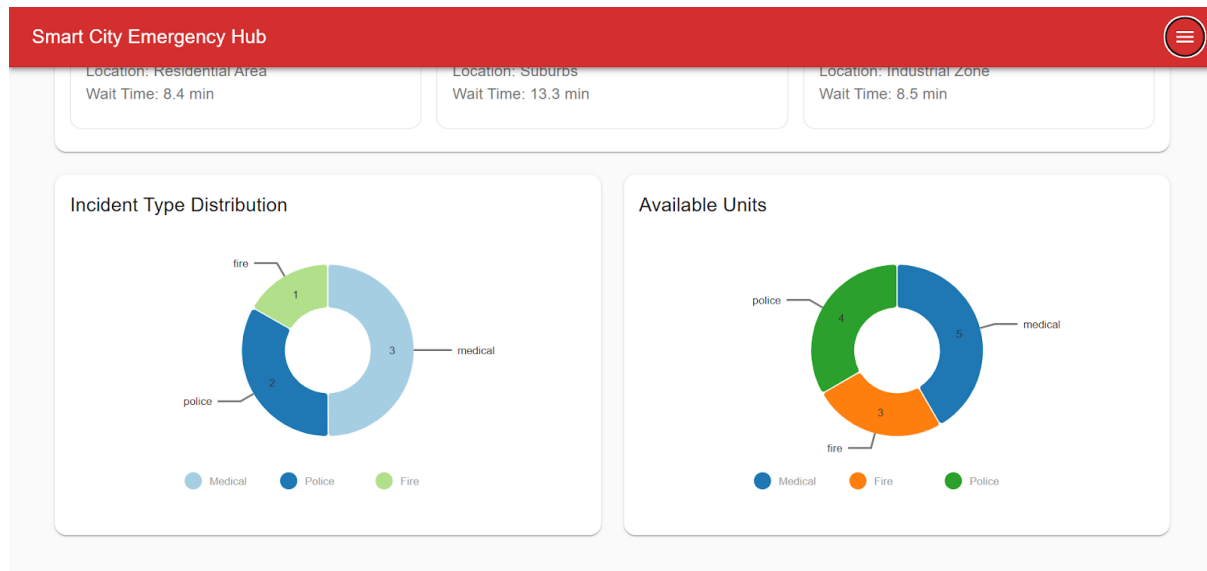 Smart City Emergency Hub
Location: Residential Area
Location: Suburbs
Location: Industrial Zone
Wait Time: 8.4 min
Wait Time: 13.3 min
Wait Time: 8.5 min
Incident Type Distribution
fire
1
3
medical
2
police
Medical
Police
Fire
Available Units
police
4
5
medical
3
fire
Medical
Fire
Police